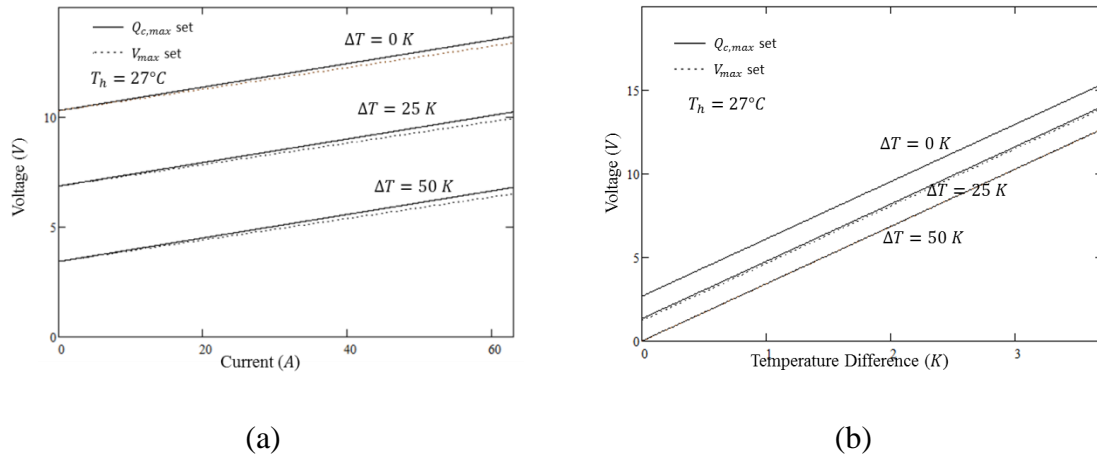 Q_{c,max} set
V_{max} set
T_h = 27°C
ΔT = 0 K
ΔT = 25 K
ΔT = 50 K
10
5
0
0
20
40
60
Voltage (V)
Current (A)
(a)
Q_{c,max} set
V_{max} set
T_h = 27°C
ΔT = 0 K
ΔT = 25 K
ΔT = 50 K
15
10
5
0
0
1
2
3
Voltage (V)
Temperature Difference (K)
(b)